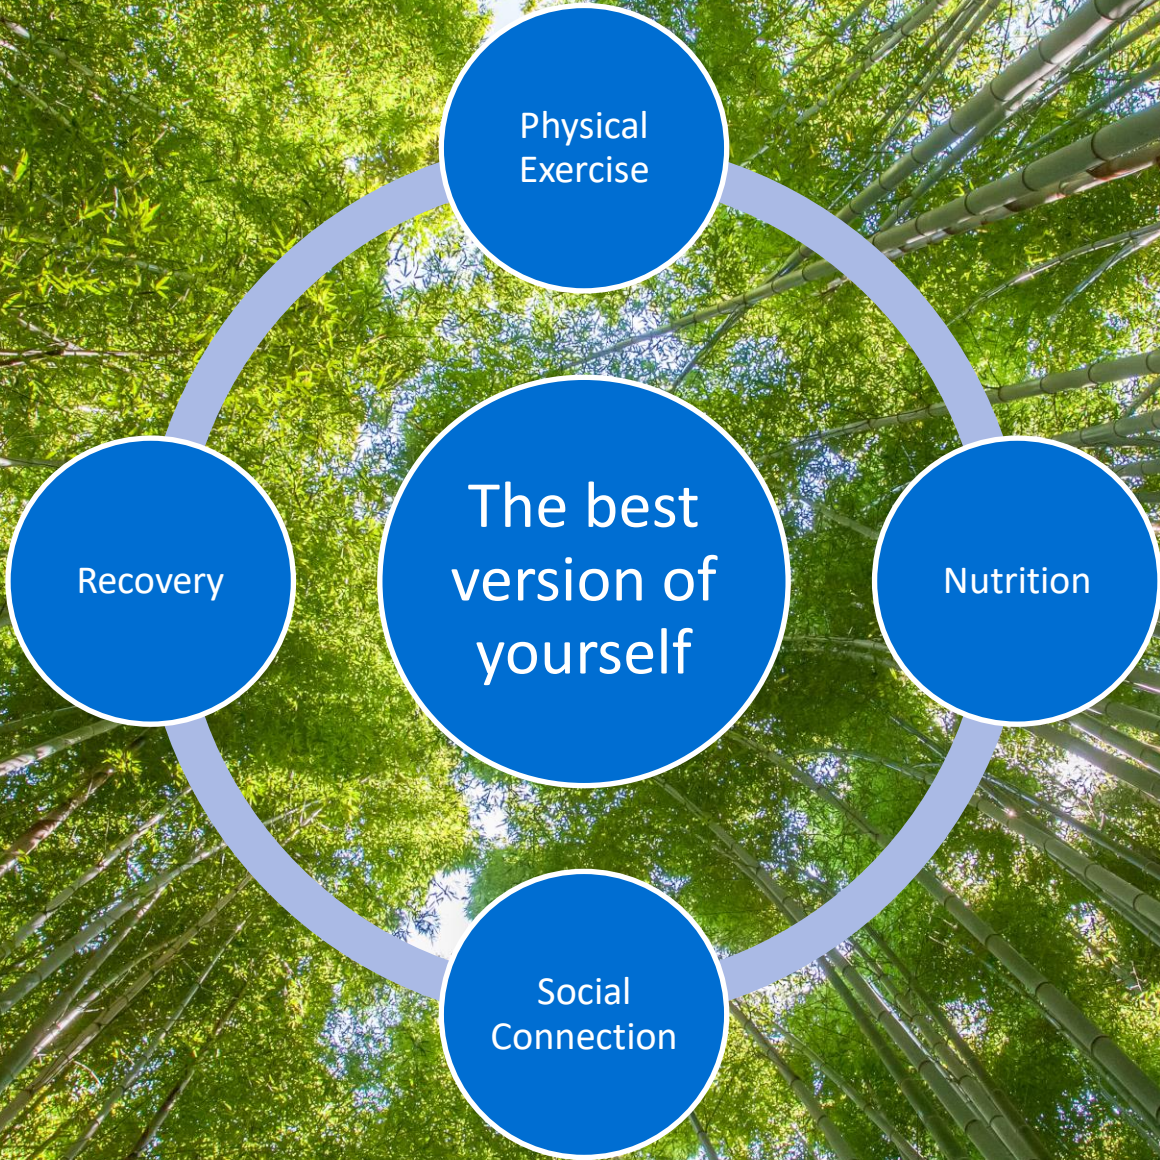 Physical
Exercise
The best
version of
yourself
Recovery
Nutrition
Social
Connection